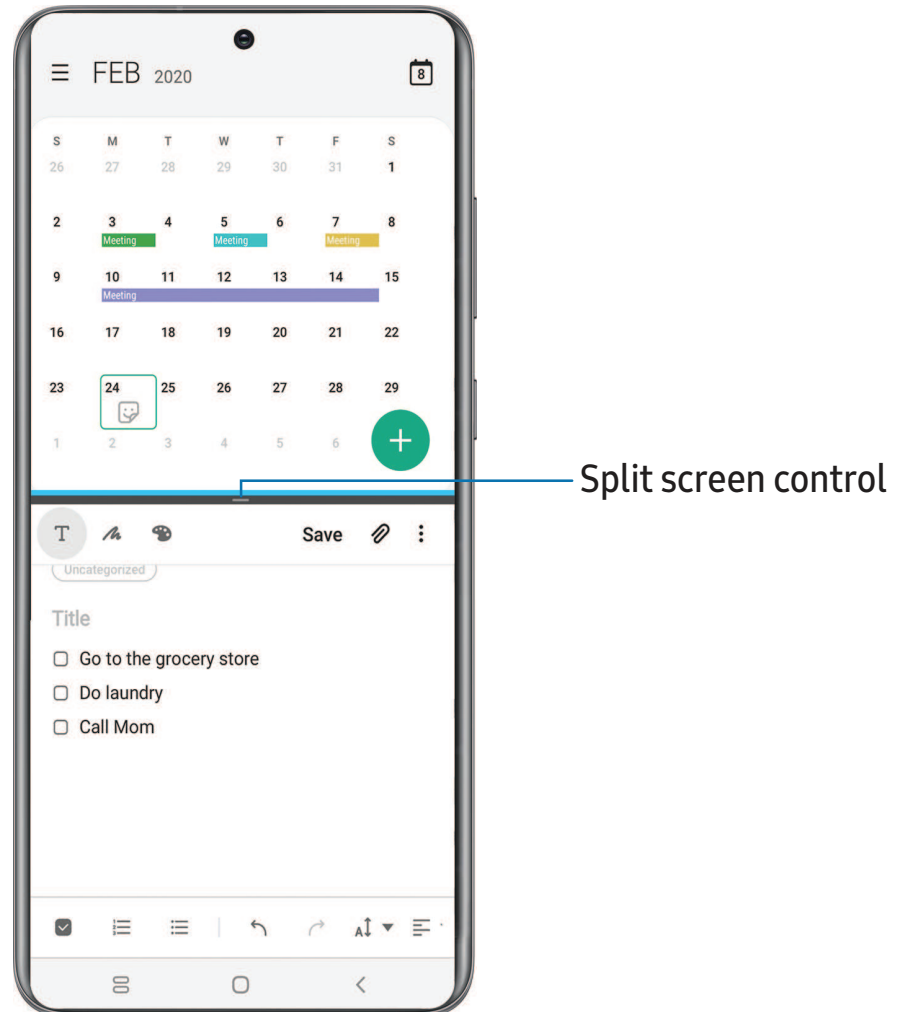 FEB 2020
8
S M T W T F S
26 27 28 29 30 31 1
2 3 4 5 6 7 8
Meeting Meeting Meeting
9 10 11 12 13 14 15
Meeting
16 17 18 19 20 21 22
23 24 25 26 27 28 29
1 2 3 4 5 6
Split screen control
T Save
Uncategorized
Title
Go to the grocery store
Do laundry
Call Mom
A